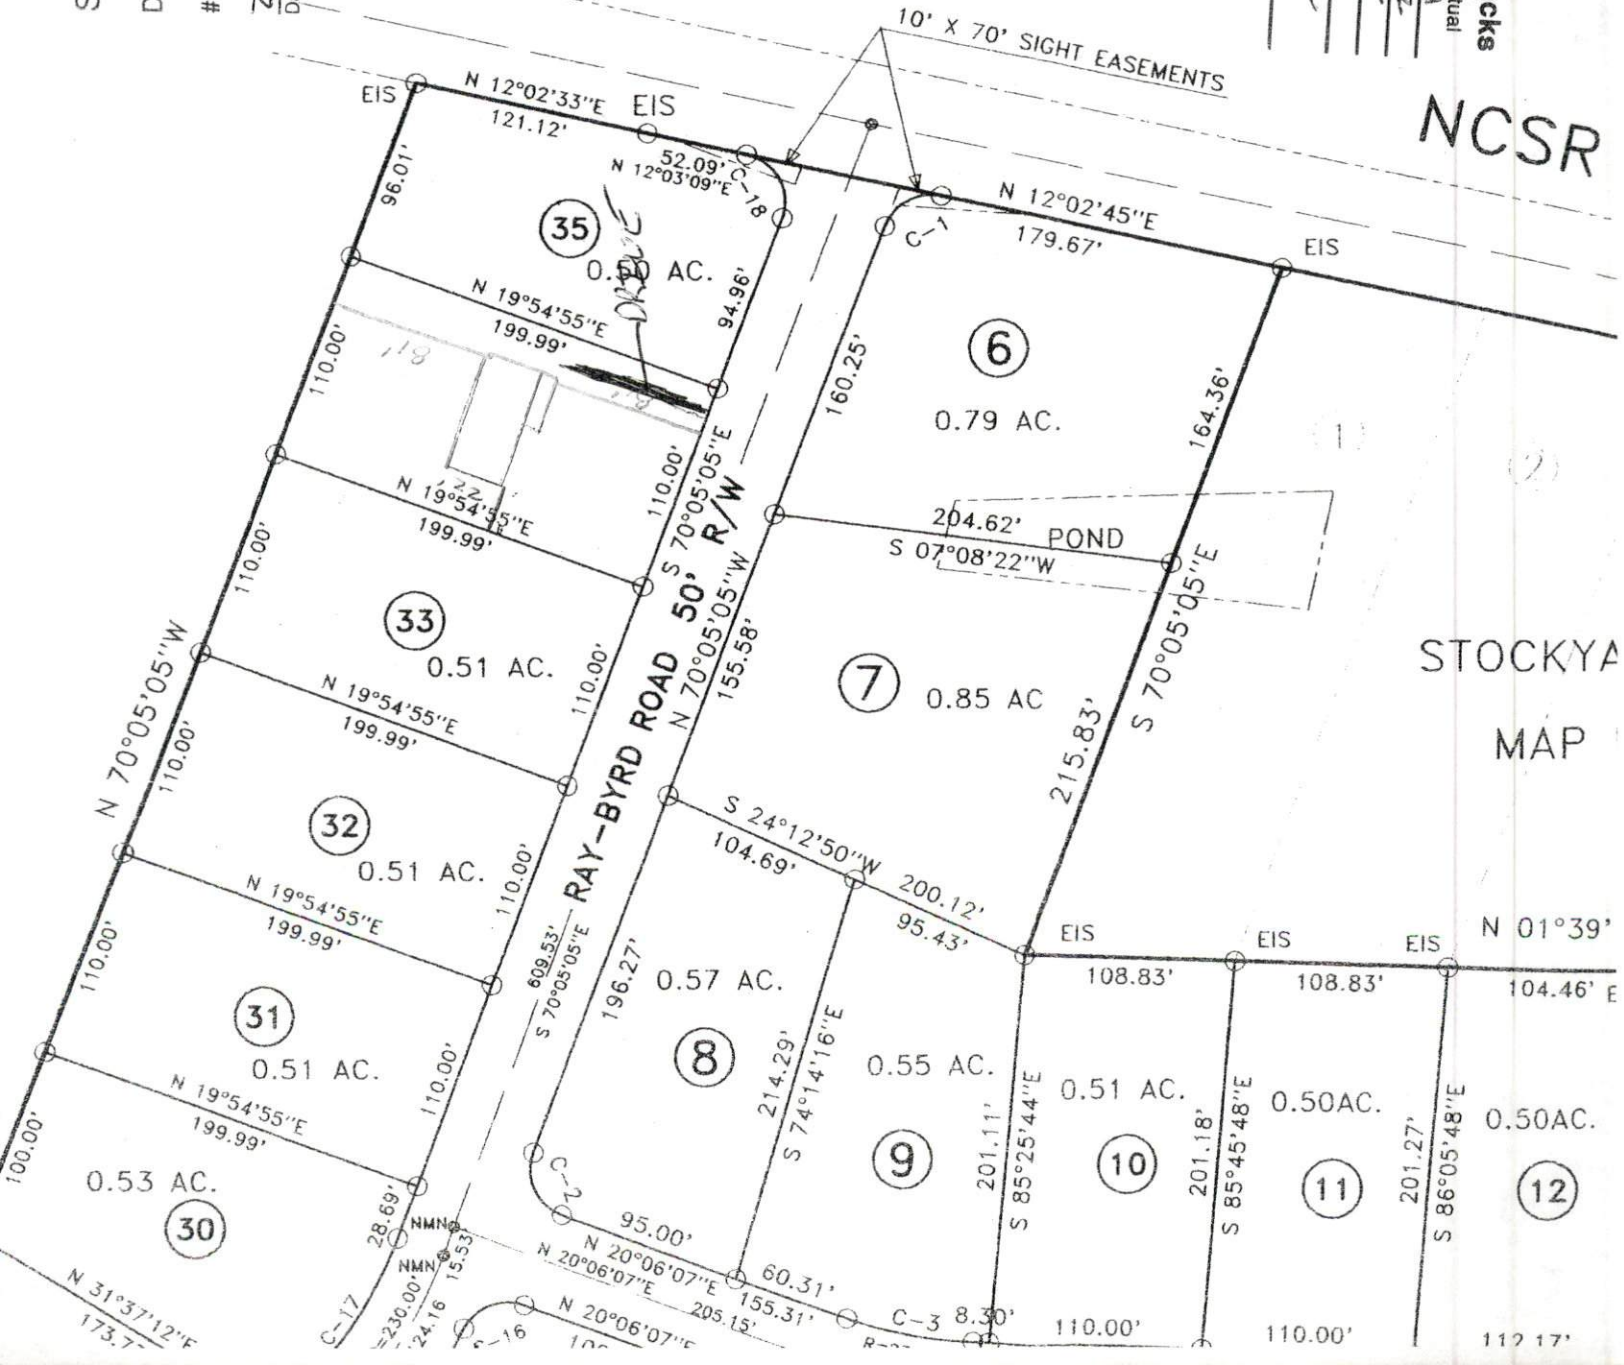 10' X 70' SIGHT EASEMENTS
cks
tual
#
NCSR
EIS
N 12°02'33"E
121.12'
EIS
52.09'
N 12°03'09"E
C-18
N 12°02'45"E
179.67'
EIS
C-1
96.01'
35
0.50 AC.
DRIVE
94.96'
N 19°54'55"E
199.99'
6
0.79 AC.
160.25'
164.36'
1
2
110.00'
81'
22'
110.00'
S 70°05'05"E
N 19°54'55"E
199.99'
204.62'
POND
S 07°08'22"W
RAY-BYRD ROAD 50' R/W
N 70°05'05"W
155.58'
110.00'
33
0.51 AC.
110.00'
7
0.85 AC
215.83'
S 70°05'05"E
STOCKYA
MAP
N 70°05'05"W
N 19°54'55"E
199.99'
110.00'
32
0.51 AC.
110.00'
S 24°12'50"W
104.69'
200.12'
95.43'
N 19°54'55"E
199.99'
EIS
108.83'
EIS
108.83'
EIS
N 01°39'
104.46'
E
110.00'
31
0.51 AC.
110.00'
609.53'
S 70°05'05"E
196.27'
0.57 AC.
8
214.29'
S 74°14'16"E
0.55 AC.
9
201.11'
S 85°25'44"E
0.51 AC.
10
201.18'
S 85°45'48"E
0.50AC.
11
201.27'
S 86°05'48"E
0.50AC.
12
N 19°54'55"E
199.99'
100.00'
0.53 AC.
30
28.69'
NMN
NMN
15.53'
C-2
95.00'
N 20°06'07"E
N 20°06'07"E
205.15'
60.31'
155.31'
C-3
8.30'
110.00'
110.00'
112.17'
N 31°37'12"E
C-17
=230.00'
24.16
N 20°06'07"E